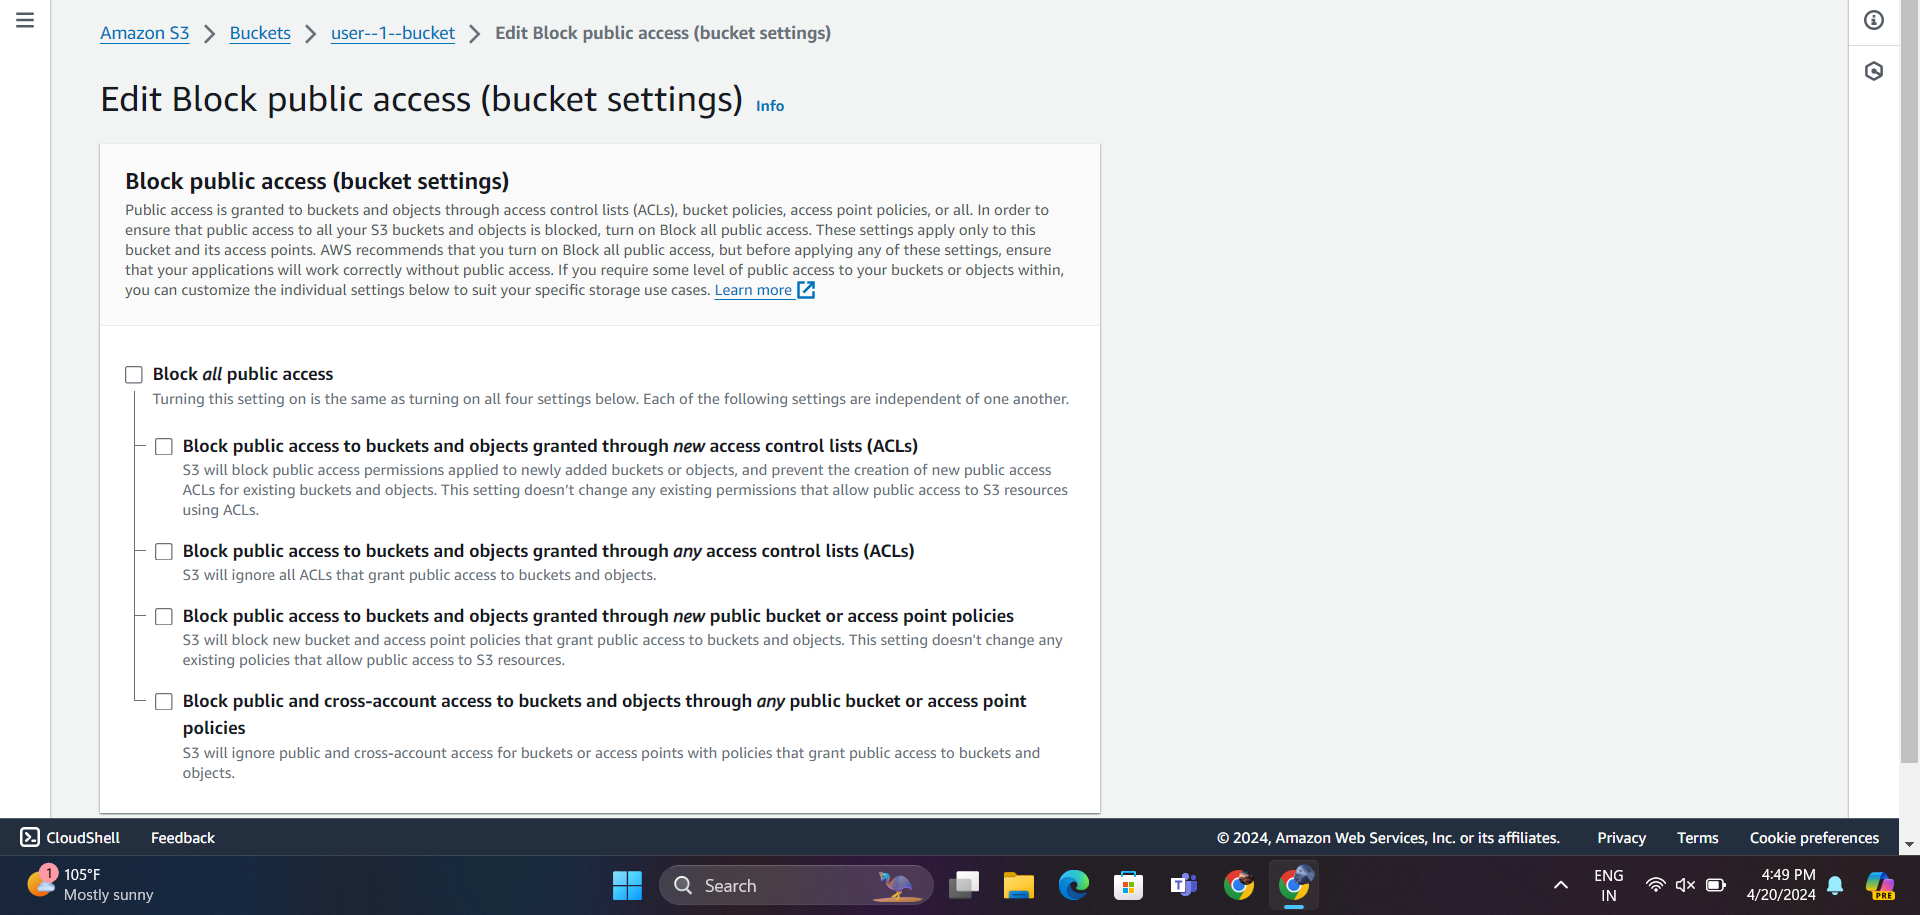 Amazon S3 > Buckets > user--1--bucket > Edit Block public access (bucket settings)
Edit Block public access (bucket settings) Info
Block public access (bucket settings)
Public access is granted to buckets and objects through access control lists (ACLs), bucket policies, access point policies, or all. In order to
ensure that public access to all your S3 buckets and objects is blocked, turn on Block all public access. These settings apply only to this
bucket and its access points. AWS recommends that you turn on Block all public access, but before applying any of these settings, ensure
that your applications will work correctly without public access. If you require some level of public access to your buckets or objects within,
you can customize the individual settings below to suit your specific storage use cases. Learn more
Block all public access
Turning this setting on is the same as turning on all four settings below. Each of the following settings are independent of one another.
Block public access to buckets and objects granted through new access control lists (ACLs)
S3 will block public access permissions applied to newly added buckets or objects, and prevent the creation of new public access
ACLs for existing buckets and objects. This setting doesn't change any existing permissions that allow public access to S3 resources
using ACLs.
Block public access to buckets and objects granted through any access control lists (ACLs)
S3 will ignore all ACLs that grant public access to buckets and objects.
Block public access to buckets and objects granted through new public bucket or access point policies
S3 will block new bucket and access point policies that grant public access to buckets and objects. This setting doesn't change any
existing policies that allow public access to S3 resources.
Block public and cross-account access to buckets and objects through any public bucket or access point
policies
S3 will ignore public and cross-account access for buckets or access points with policies that grant public access to buckets and
objects.
CloudShell Feedback © 2024, Amazon Web Services, Inc. or its affiliates. Privacy Terms Cookie preferences
1 105°F
Mostly sunny
Search
ENG
IN
4:49 PM
4/20/2024
PRE